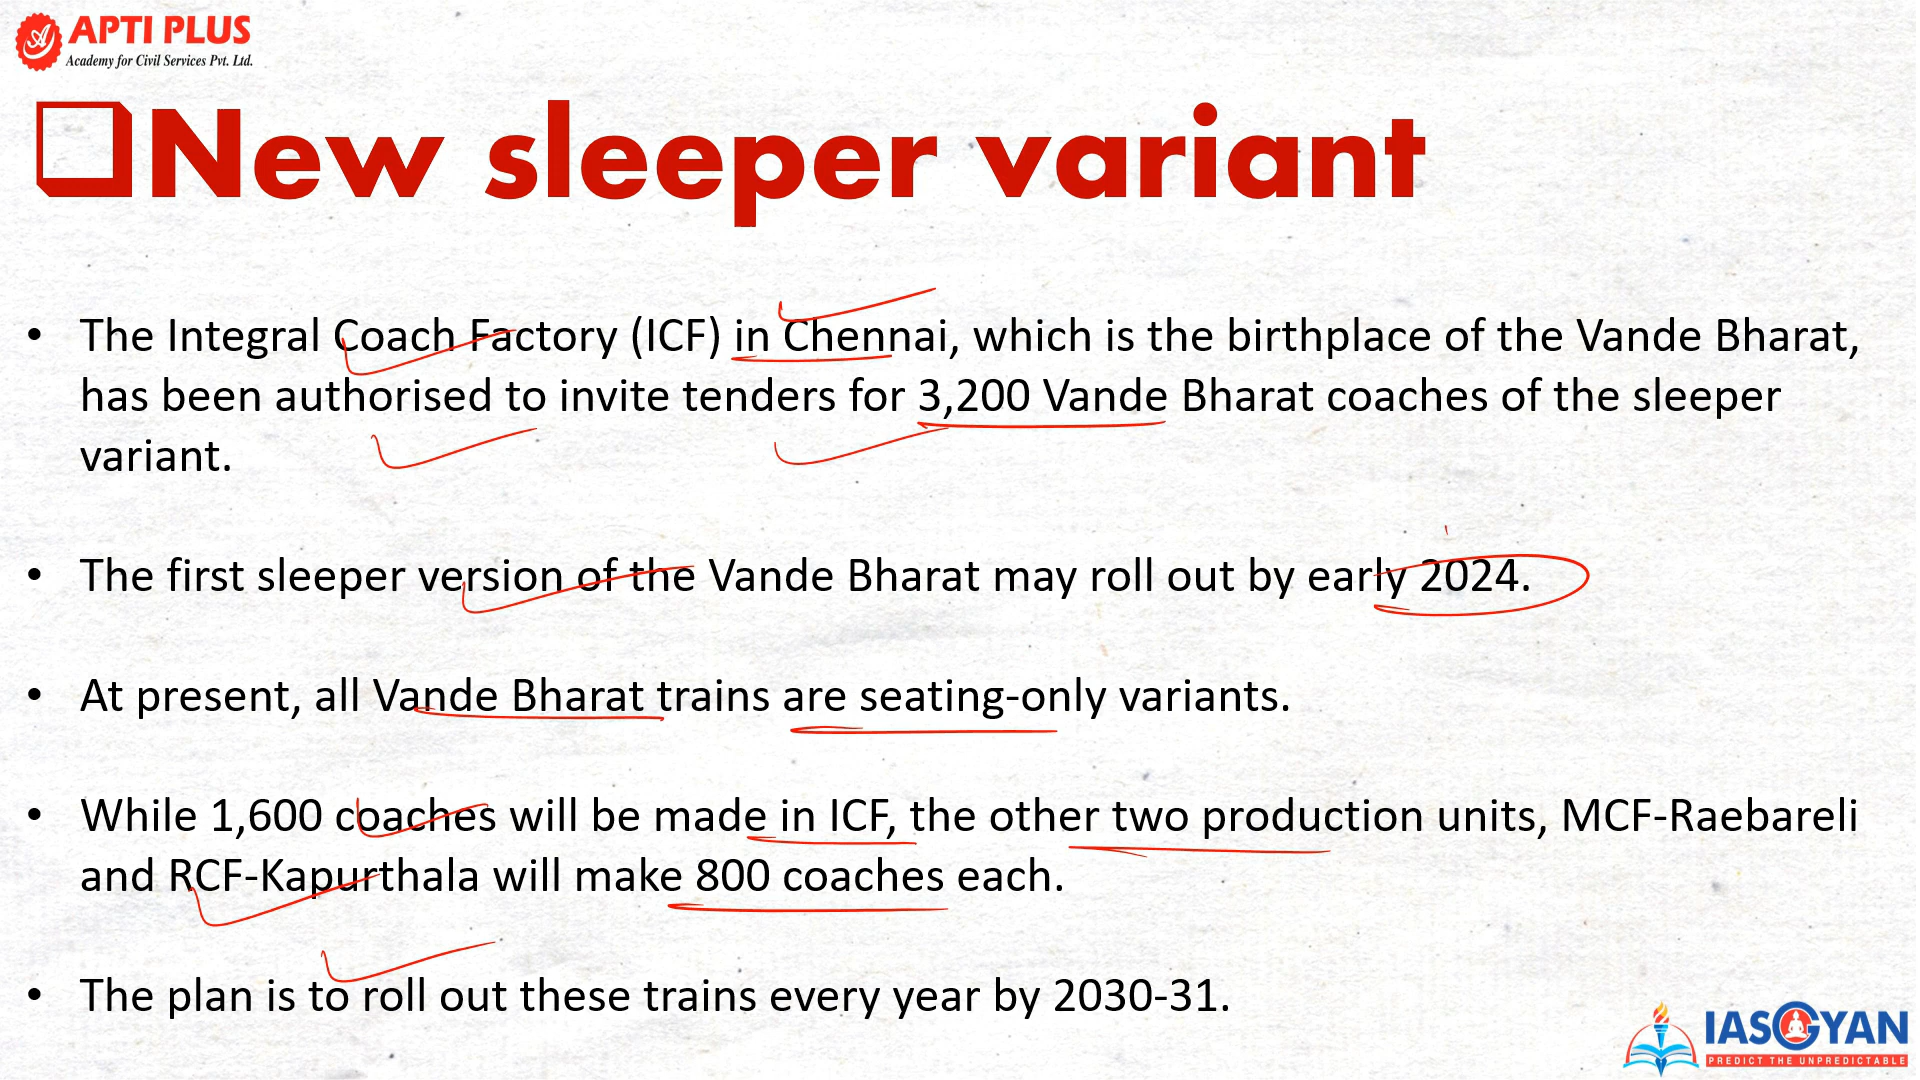 APTI PLUS
Academy for Civil Services Pvt. Ltd.
New sleeper variant
• The Integral Coach Factory (ICF) in Chennai, which is the birthplace of the Vande Bharat,
has been authorised to invite tenders for 3,200 Vande Bharat coaches of the sleeper
variant.
• The first sleeper version of the Vande Bharat may roll out by early 2024.
• At present, all Vande Bharat trains are seating-only variants.
• While 1,600 coaches will be made in ICF, the other two production units, MCF-Raebareli
and RCF-Kapurthala will make 800 coaches each.
• The plan is to roll out these trains every year by 2030-31.
IASGYAN
PREDICT THE UNPREDICTABLE